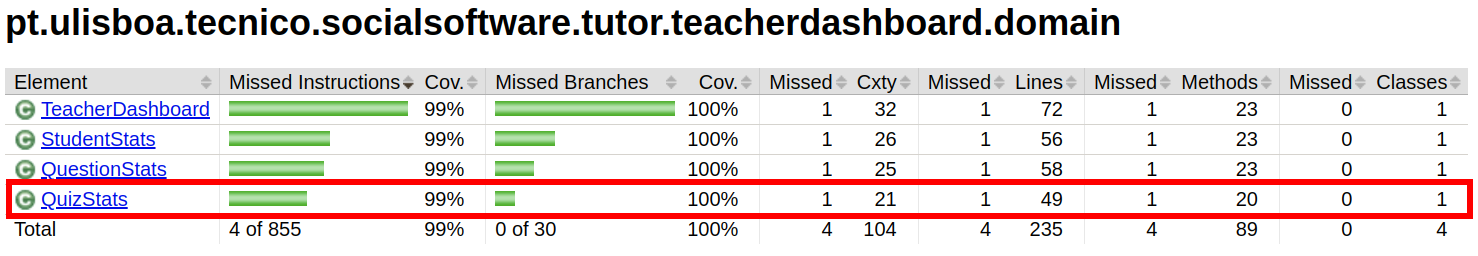 pt.ulisboa.tecnico.socialsoftware.tutor.teacherdashboard.domain
Element Missed Instructions Cov. Missed Branches Cov. Missed Cxty Missed Lines Missed Methods Missed Classes
C TeacherDashboard 99% 100% 1 32 1 72 1 23 0 1
C StudentStats 99% 100% 1 26 1 56 1 23 0 1
C QuestionStats 99% 100% 1 25 1 58 1 23 0 1
C QuizStats 99% 100% 1 21 1 49 1 20 0 1
Total 4 of 855 99% 0 of 30 100% 4 104 4 235 4 89 0 4